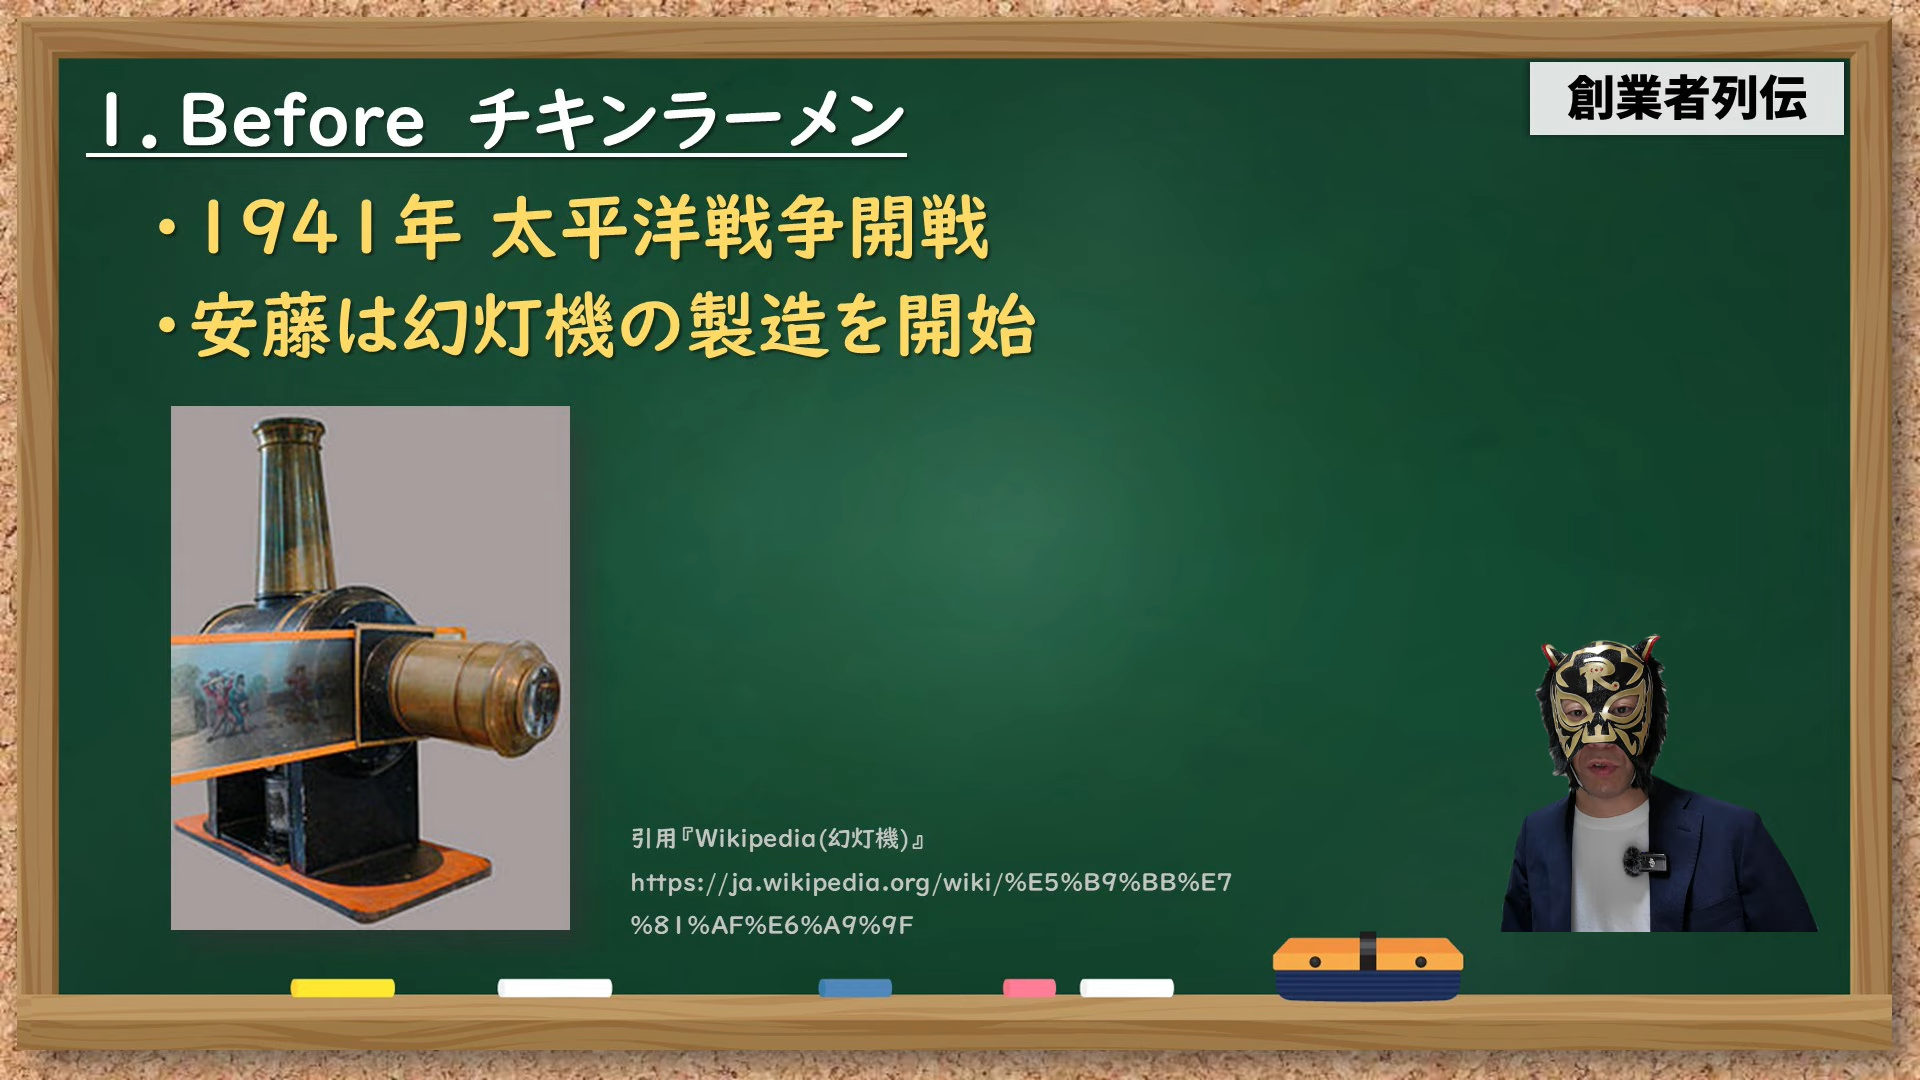 1. Before チキンラーメン
創業者列伝
・1941年 太平洋戦争開戦
・安藤は幻灯機の製造を開始
R
引用『Wikipedia(幻灯機)』
https://ja.wikipedia.org/wiki/%E5%B9%BB%E7
%81%AF%E6%A9%9F